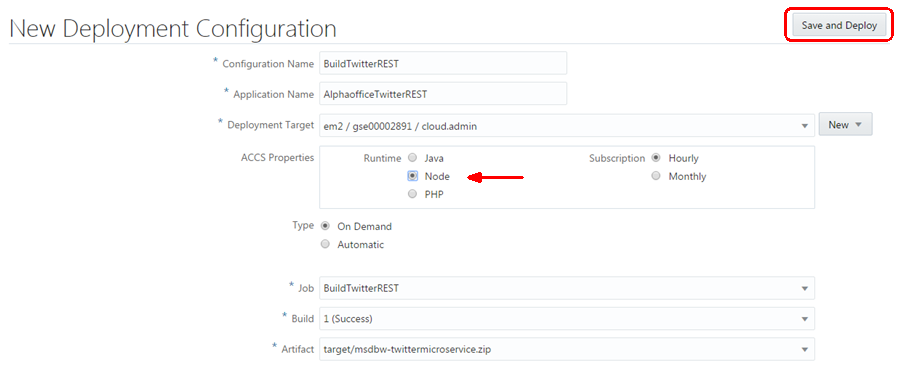 New Deployment Configuration
Save and Deploy
* Configuration Name BuildTwitterREST
* Application Name AlphaofficeTwitterREST
* Deployment Target em2 / gse00002891 / cloud.admin New
ACCS Properties Runtime Java Subscription Hourly
Node Monthly
PHP
Type On Demand
Automatic
* Job BuildTwitterREST
* Build 1 (Success)
* Artifact target/msdbw-twittermicroservice.zip